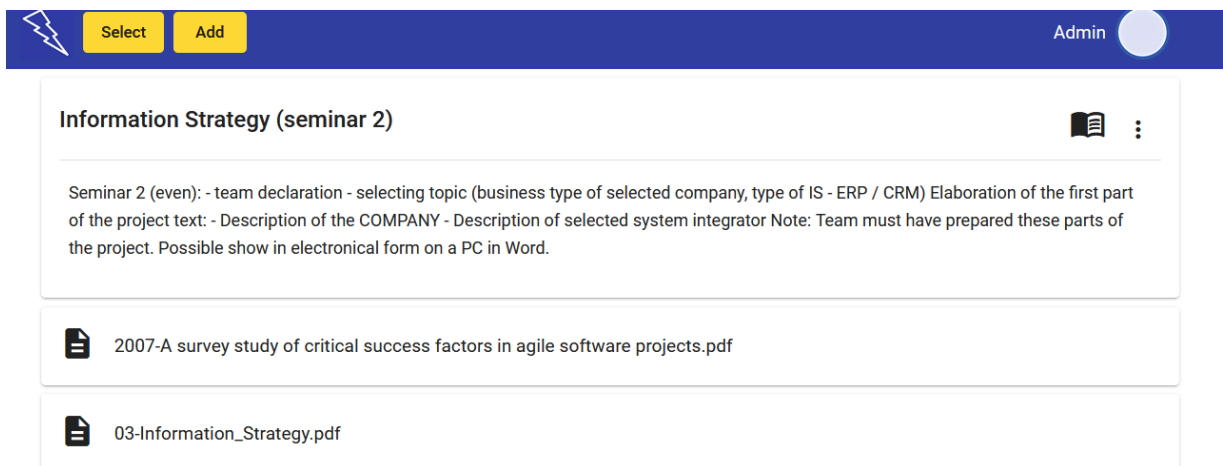 Select Add Admin
Information Strategy (seminar 2)
Seminar 2 (even): - team declaration - selecting topic (business type of selected company, type of IS - ERP / CRM) Elaboration of the first part
of the project text: - Description of the COMPANY - Description of selected system integrator Note: Team must have prepared these parts of
the project. Possible show in electronical form on a PC in Word.
2007-A survey study of critical success factors in agile software projects.pdf
03-Information_Strategy.pdf